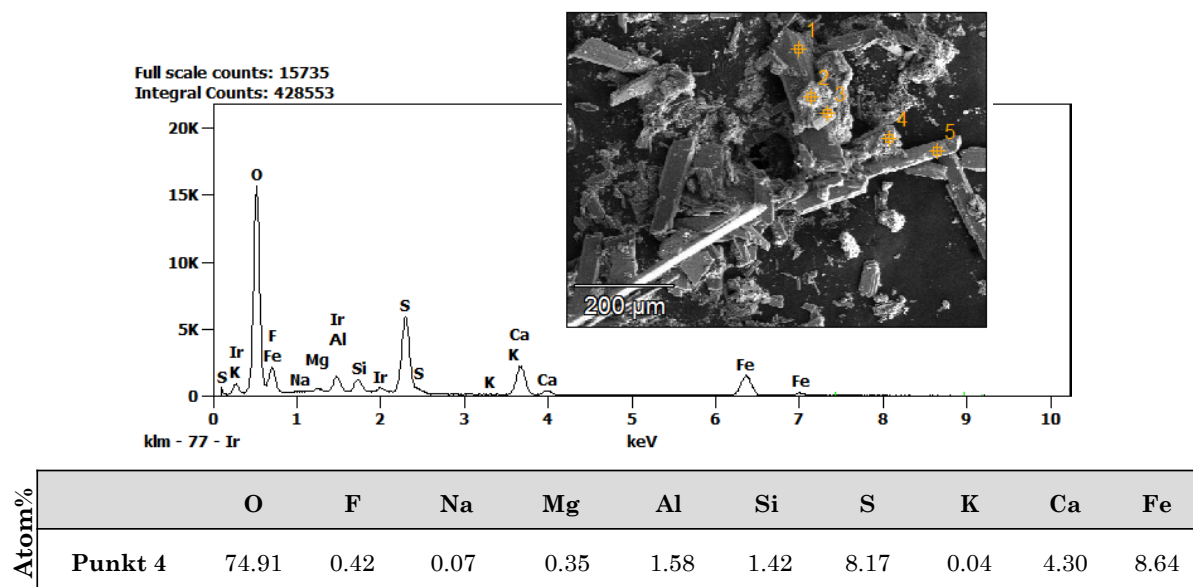 Full scale counts: 15735
Integral Counts: 428553
20K
15K
10K
5K
0
O
F
Fe
Ir
K
S
Na
Mg
Ir
Al
Si
Ir
S
S
K
Ca
K
Ca
Fe
Fe
0 1 2 3 4 5 6 7 8 9 10
klm - 77 - Ir
keV
1
2
3
4
5
200 µm
Atom%
O F Na Mg Al Si S K Ca Fe
Punkt 4 74.91 0.42 0.07 0.35 1.58 1.42 8.17 0.04 4.30 8.64